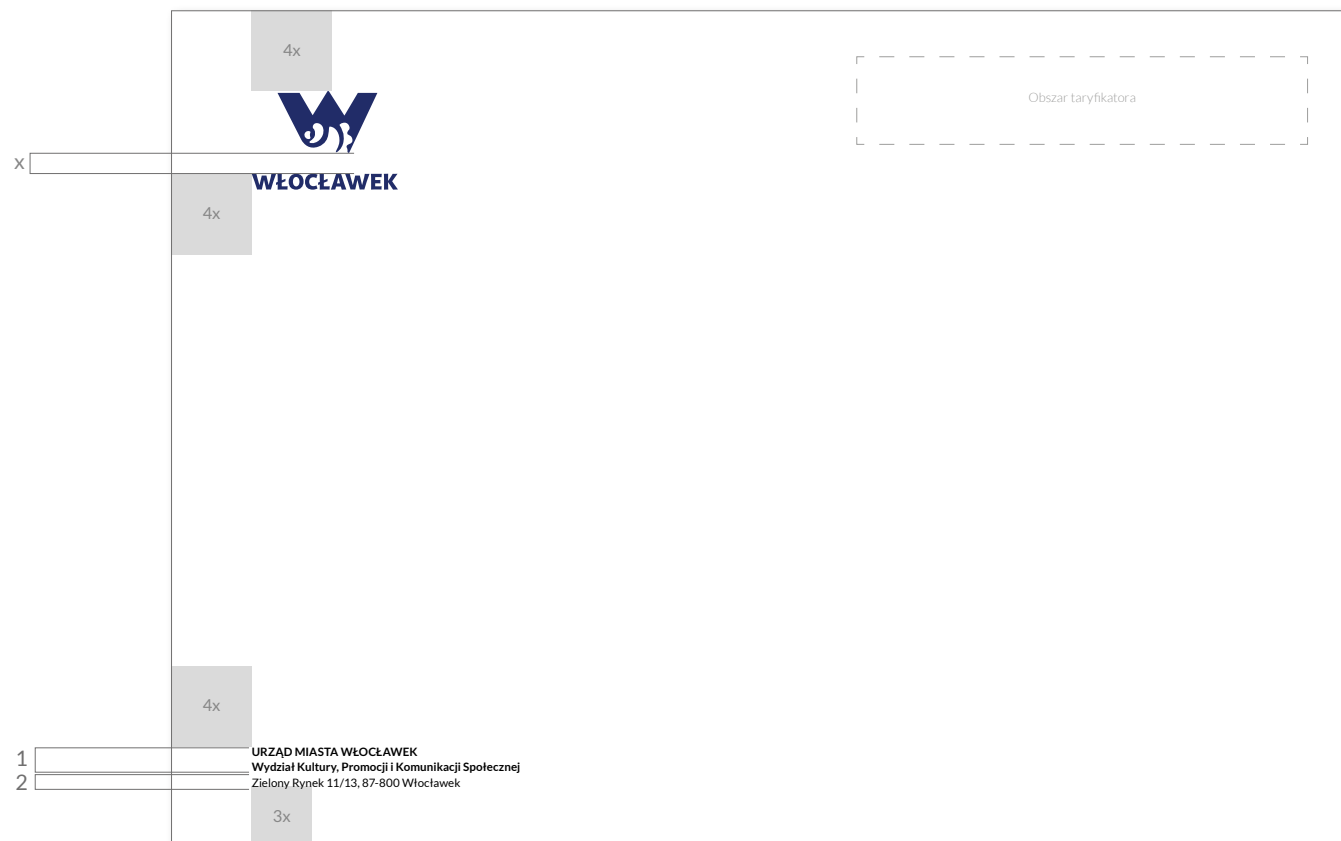 4x
Obszar taryfikatora
x
WŁOCŁAWEK
4x
4x
1
URZĄD MIASTA WŁOCŁAWEK
Wydział Kultury, Promocji i Komunikacji Społecznej
2
Zielony Rynek 11/13, 87-800 Włocławek
3x